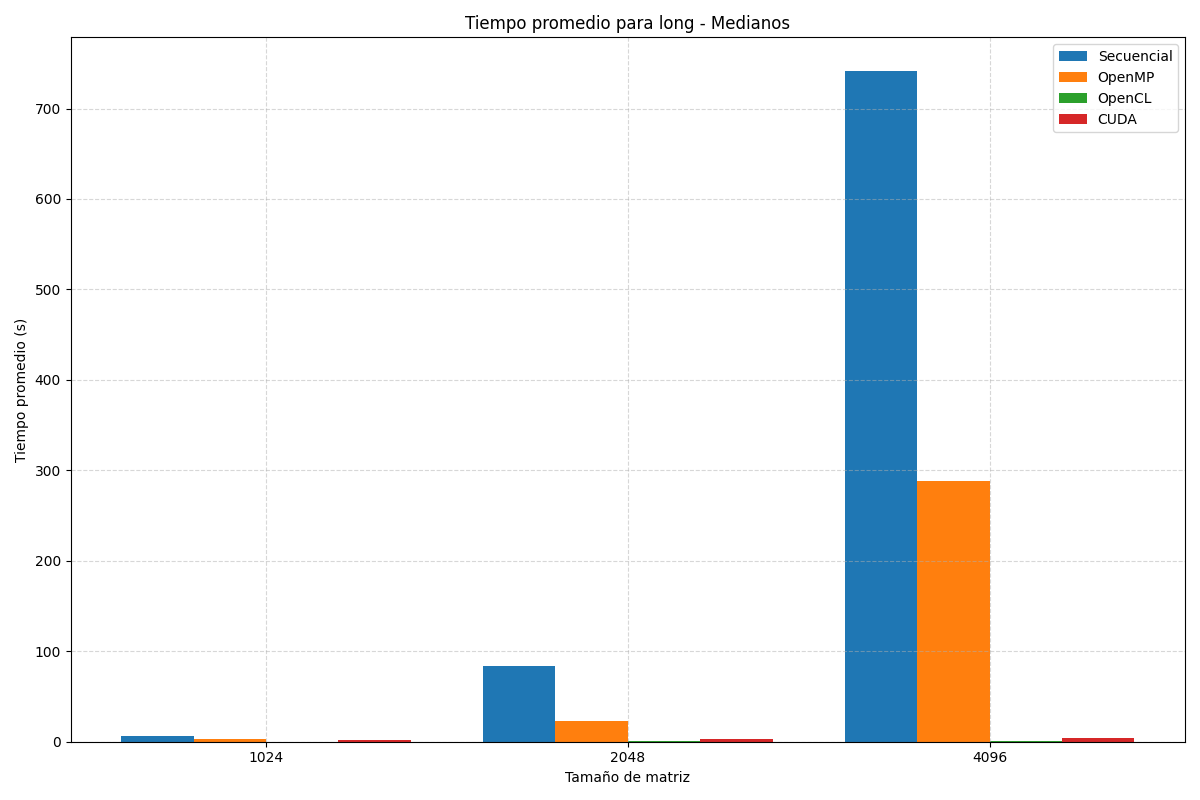 Tiempo promedio para long - Medianos
Secuencial
OpenMP
OpenCL
CUDA
Tiempo promedio (s)
700
600
500
400
300
200
100
0
1024
2048
4096
Tamaño de matriz